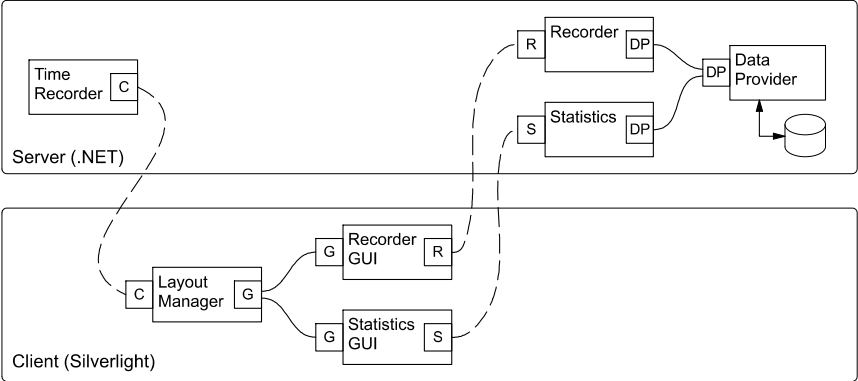 Time
Recorder
C
Server (.NET)
R
Recorder
DP
S
Statistics
DP
DP
Data
Provider
C
Layout
Manager
G
G
Recorder
GUI
R
G
Statistics
GUI
S
Client (Silverlight)